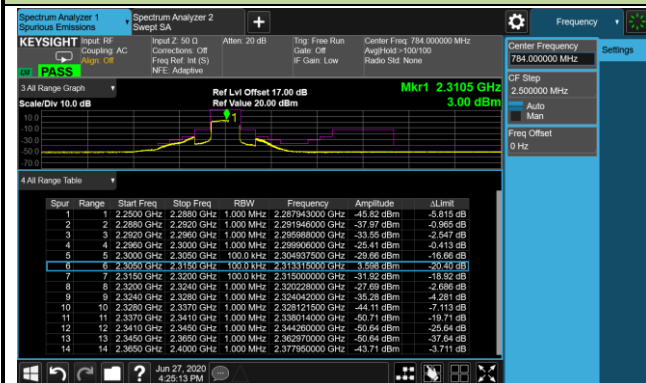 Spectrum Analyzer 1
Spurious Emissions
Spectrum Analyzer 2
Swept SA
Frequency
KEYSIGHT Input: RF
Coupling: AC
Align: Off
Input Z: 50 Ω
Corrections: Off
Freq Ref: Int (S)
NFE: Adaptive
Atten: 20 dB
Trig: Free Run
Gate: Off
IF Gain: Low
Center Freq: 784.000000 MHz
Avg|Hold:>100/100
Radio Std: None
PASS
Center Frequency
784.000000 MHz
Settings
CF Step
2.500000 MHz
Auto
Man
Freq Offset
0 Hz
3 All Range Graph
Scale/Div 10.0 dB
Ref Lvl Offset 17.00 dB
Ref Value 20.00 dBm
Mkr1 2.3105 GHz
3.00 dBm
1
10.0
-10.0
-30.0
-50.0
-70.0
4 All Range Table
Spur Range Start Freq Stop Freq RBW Frequency Amplitude ΔLimit
1 1 2.2500 GHz 2.2880 GHz 1.000 MHz 2.287943000 GHz -45.82 dBm -5.815 dB
2 2 2.2880 GHz 2.2920 GHz 1.000 MHz 2.291946000 GHz -37.97 dBm -0.965 dB
3 3 2.2920 GHz 2.2960 GHz 1.000 MHz 2.295988000 GHz -33.55 dBm -2.547 dB
4 4 2.2960 GHz 2.3000 GHz 1.000 MHz 2.299906000 GHz -25.41 dBm -0.413 dB
5 5 2.3000 GHz 2.3050 GHz 100.0 kHz 2.304937500 GHz -29.66 dBm -16.66 dB
6 6 2.3050 GHz 2.3150 GHz 100.0 kHz 2.313315000 GHz 3.598 dBm -20.40 dB
7 7 2.3150 GHz 2.3200 GHz 100.0 kHz 2.315000000 GHz -31.92 dBm -18.92 dB
8 8 2.3200 GHz 2.3240 GHz 1.000 MHz 2.320228000 GHz -27.69 dBm -2.686 dB
9 9 2.3240 GHz 2.3280 GHz 1.000 MHz 2.324042000 GHz -35.28 dBm -4.281 dB
10 10 2.3280 GHz 2.3370 GHz 1.000 MHz 2.328121500 GHz -44.11 dBm -7.113 dB
11 11 2.3370 GHz 2.3410 GHz 1.000 MHz 2.338014000 GHz -50.71 dBm -19.71 dB
12 12 2.3410 GHz 2.3450 GHz 1.000 MHz 2.344260000 GHz -50.64 dBm -25.64 dB
13 13 2.3450 GHz 2.3650 GHz 1.000 MHz 2.362970000 GHz -50.64 dBm -37.64 dB
14 14 2.3650 GHz 2.4000 GHz 1.000 MHz 2.377950000 GHz -43.71 dBm -3.711 dB
Jun 27, 2020
4:25:13 PM